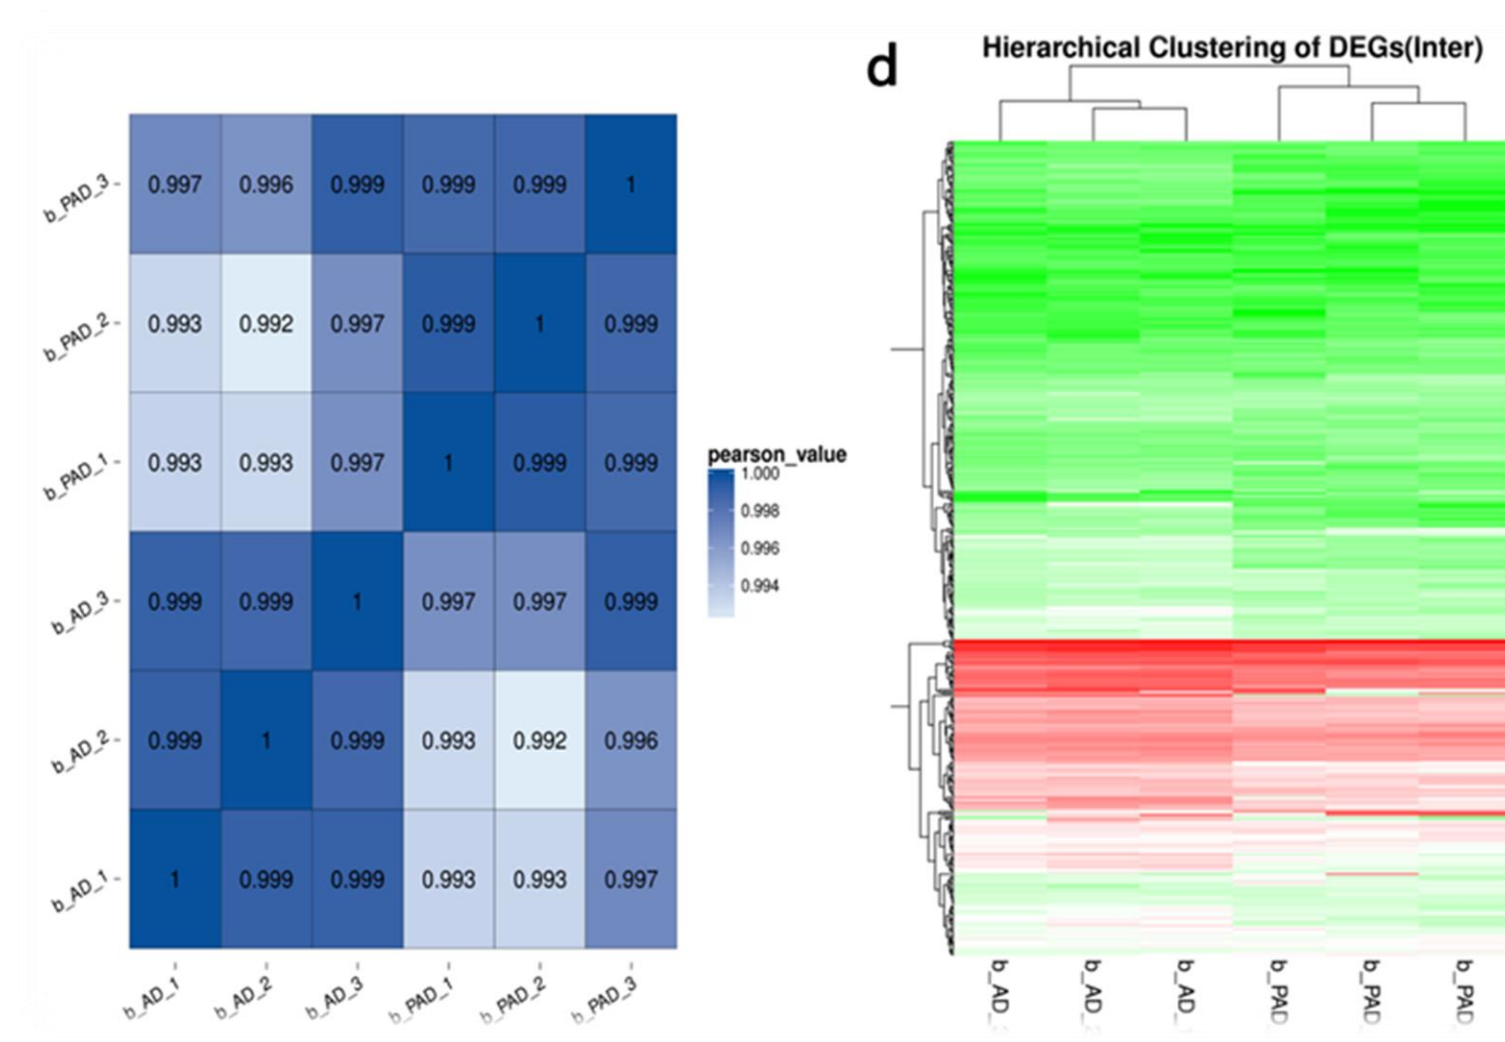 d
Hierarchical Clustering of DEGs(Inter)
b_PAD_3
0.997 0.996 0.999 0.999 0.999 1
b_PAD_2
0.993 0.992 0.997 0.999 1 0.999
b_PAD_1
0.993 0.993 0.997 1 0.999 0.999
b_AD_3
0.999 0.999 1 0.997 0.997 0.999
b_AD_2
0.999 1 0.999 0.993 0.992 0.996
b_AD_1
1 0.999 0.999 0.993 0.993 0.997
b_AD_1 b_AD_2 b_AD_3 b_PAD_1 b_PAD_2 b_PAD_3
pearson_value
1.000
0.998
0.996
0.994
b_AD_ b_AD b_AD_ b_PAD b_PAD b_PAD